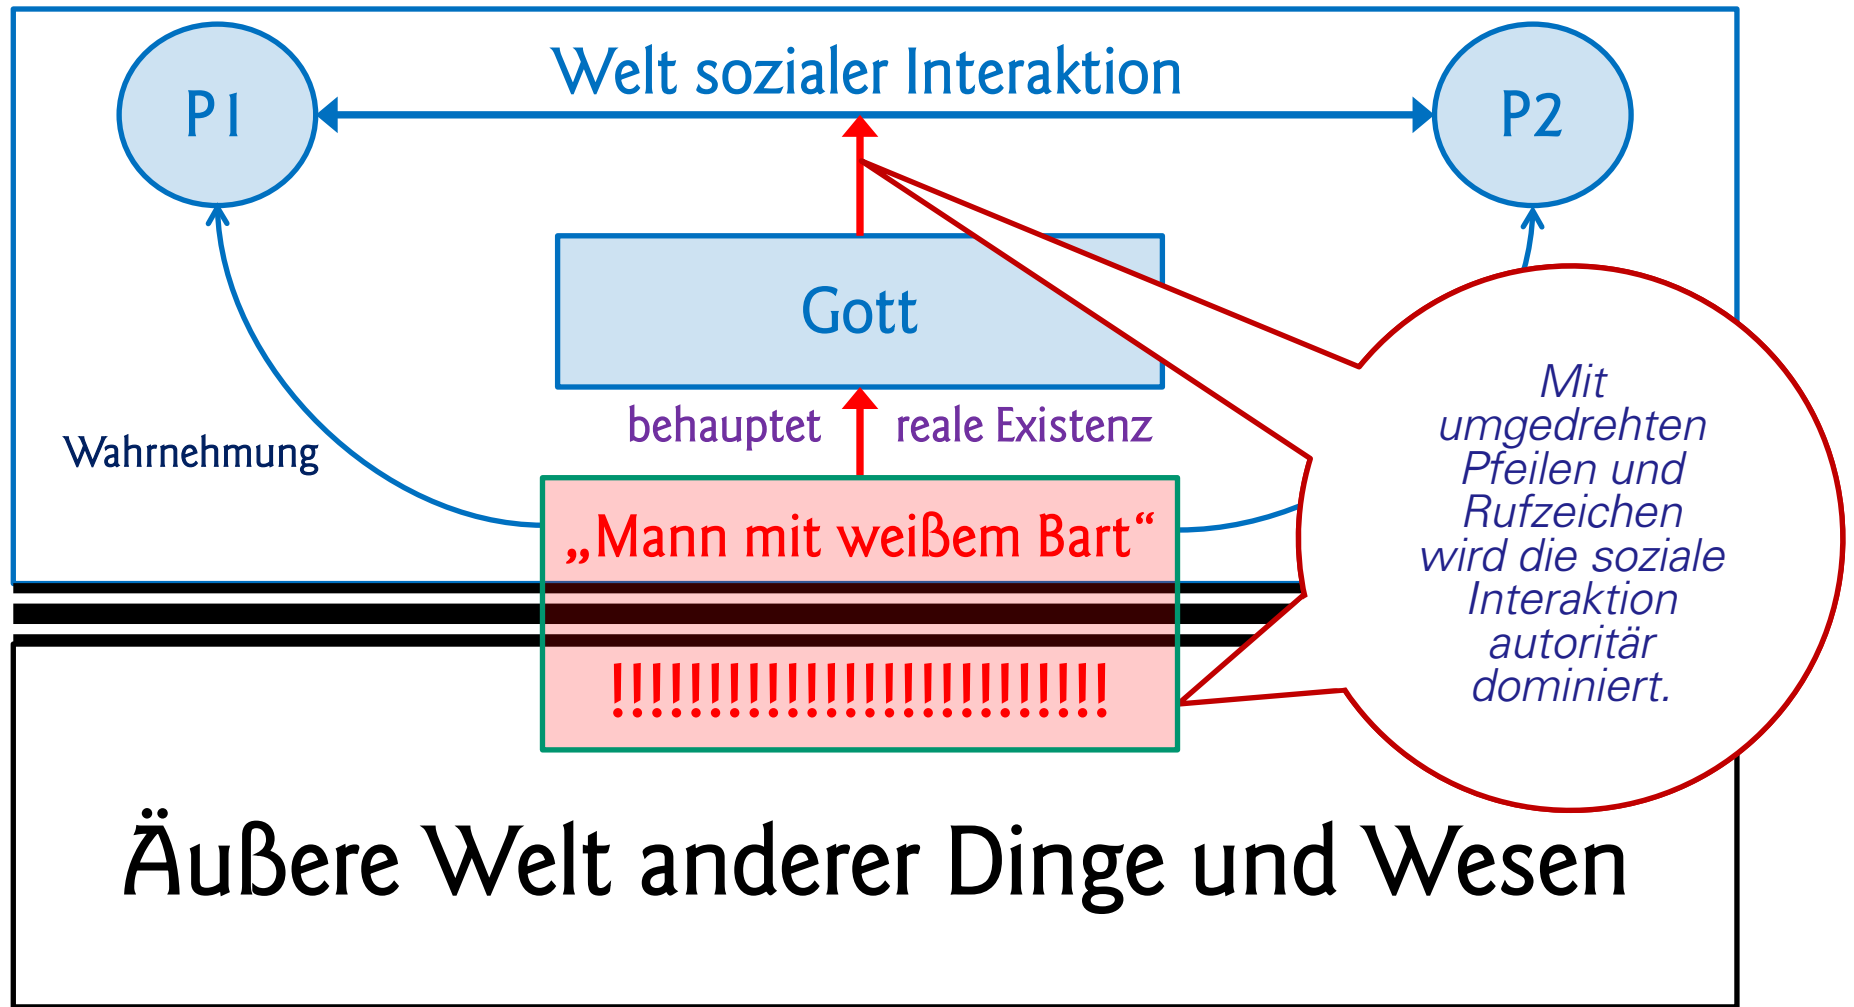 Welt sozialer Interaktion
P1
P2
Gott
behauptet
reale Existenz
Wahrnehmung
„Mann mit weißem Bart“
!!!!!!!!!!!!!!!!!!!!!!!!!!
Mit
umgedrehten
Pfeilen und
Rufzeichen
wird die soziale
Interaktion
autoritär
dominiert.
Äußere Welt anderer Dinge und Wesen